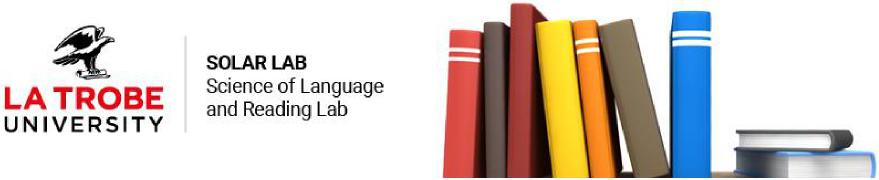 LA TROBE
UNIVERSITY
SOLAR LAB
Science of Language
and Reading Lab